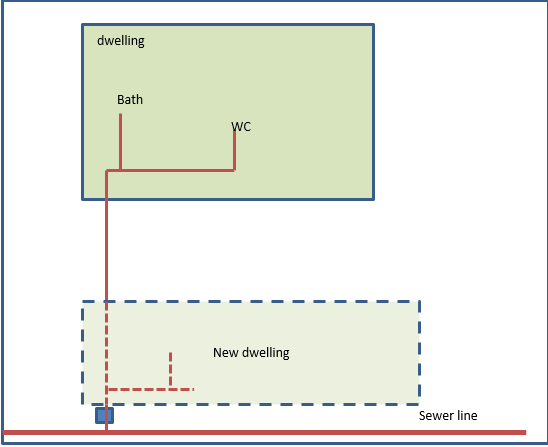 dwelling
Bath
WC
New dwelling
Sewer line